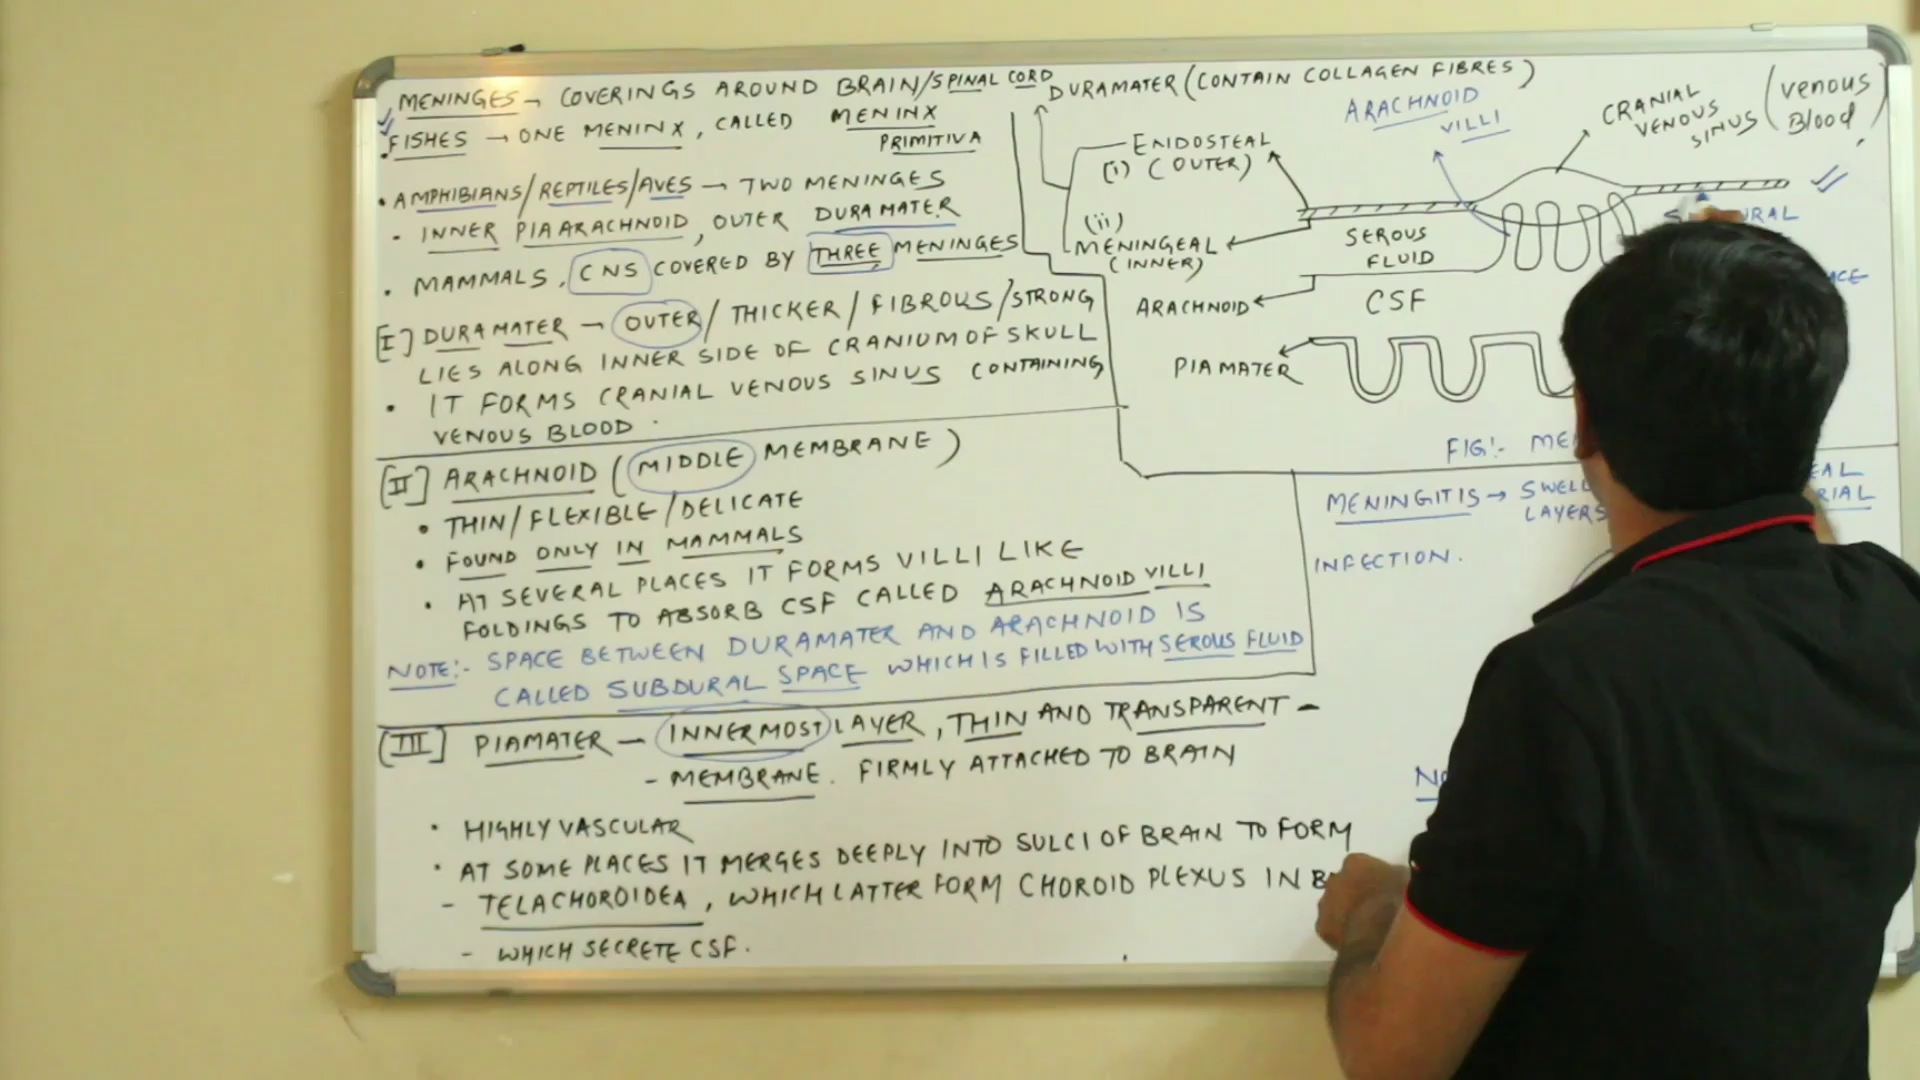 MENINGES → COVERINGS AROUND BRAIN/SPINAL CORD
FISHES → ONE MENINX, CALLED MENINX
PRIMITIVA
• AMPHIBIANS/REPTILES/AVES → TWO MENINGES
- INNER PIAARACHNOID, OUTER DURAMATER
• MAMMALS, CNS COVERED BY THREE MENINGES
[I] DURAMATER → OUTER/THICKER/FIBROUS/STRONG
LIES ALONG INNER SIDE OF CRANIUM OF SKULL
• IT FORMS CRANIAL VENOUS SINUS CONTAINING
VENOUS BLOOD.
[II] ARACHNOID (MIDDLE MEMBRANE)
• THIN/FLEXIBLE/DELICATE
• FOUND ONLY IN MAMMALS
• AT SEVERAL PLACES IT FORMS VILLI LIKE
FOLDINGS TO ABSORB CSF CALLED ARACHNOID VILLI
NOTE:- SPACE BETWEEN DURAMATER AND ARACHNOID IS
CALLED SUBDURAL SPACE WHICH IS FILLED WITH SEROUS FLUID
[III] PIAMATER — INNERMOST LAYER, THIN AND TRANSPARENT -
- MEMBRANE. FIRMLY ATTACHED TO BRAIN
• HIGHLY VASCULAR
• AT SOME PLACES IT MERGES DEEPLY INTO SULCI OF BRAIN TO FORM
- TELACHOROIDEA, WHICH LATTER FORM CHOROID PLEXUS IN
- WHICH SECRETE CSF.
DURAMATER (CONTAIN COLLAGEN FIBRES)
ARACHNOID
VILLI
CRANIAL
VENOUS
SINUS
(venous
Blood)
ENDOSTEAL
(i) (OUTER)
(ii)
MENINGEAL
(INNER)
SEROUS
FLUID
ARACHNOID
CSF
PIAMATER
FIG:-
MENINGITIS →
LAYERS
INFECTION.